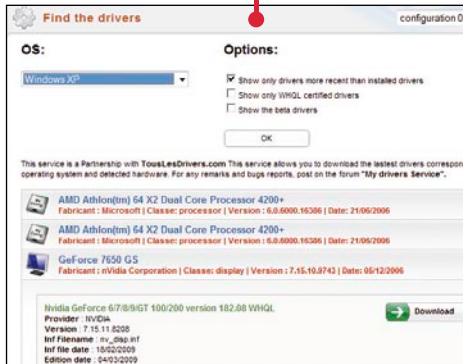 Find the drivers
configuration 0
OS:
Options:
Windows XP
Show only drivers more recent than installed drivers
Show only WHQL certified drivers
Show the beta drivers
OK
This service is a Partnership with TousLesDrivers.com This service allows you to download the lastest drivers correspon
operating system and detected hardware. For any remarks and bugs reports, post on the forum "My drivers Service".
AMD Athlon(tm) 64 X2 Dual Core Processor 4200+
Fabricant : Microsoft | Classe: processor | Version : 6.0.6000.16386 | Date: 21/06/2006
AMD Athlon(tm) 64 X2 Dual Core Processor 4200+
Fabricant : Microsoft | Classe: processor | Version : 6.0.6000.16386 | Date: 21/06/2006
GeForce 7650 GS
Fabricant : nVidia Corporation | Classe: display | Version : 7.15.10.9743 | Date: 05/12/2006
Nvidia GeForce 6/7/8/9/GT 100/200 version 182.08 WHQL
Download
Provider : NVIDIA
Version : 7.15.11.8208
Inf Filename : nv_disp.inf
Inf file date : 18/02/2009
Edition date : 04/03/2009